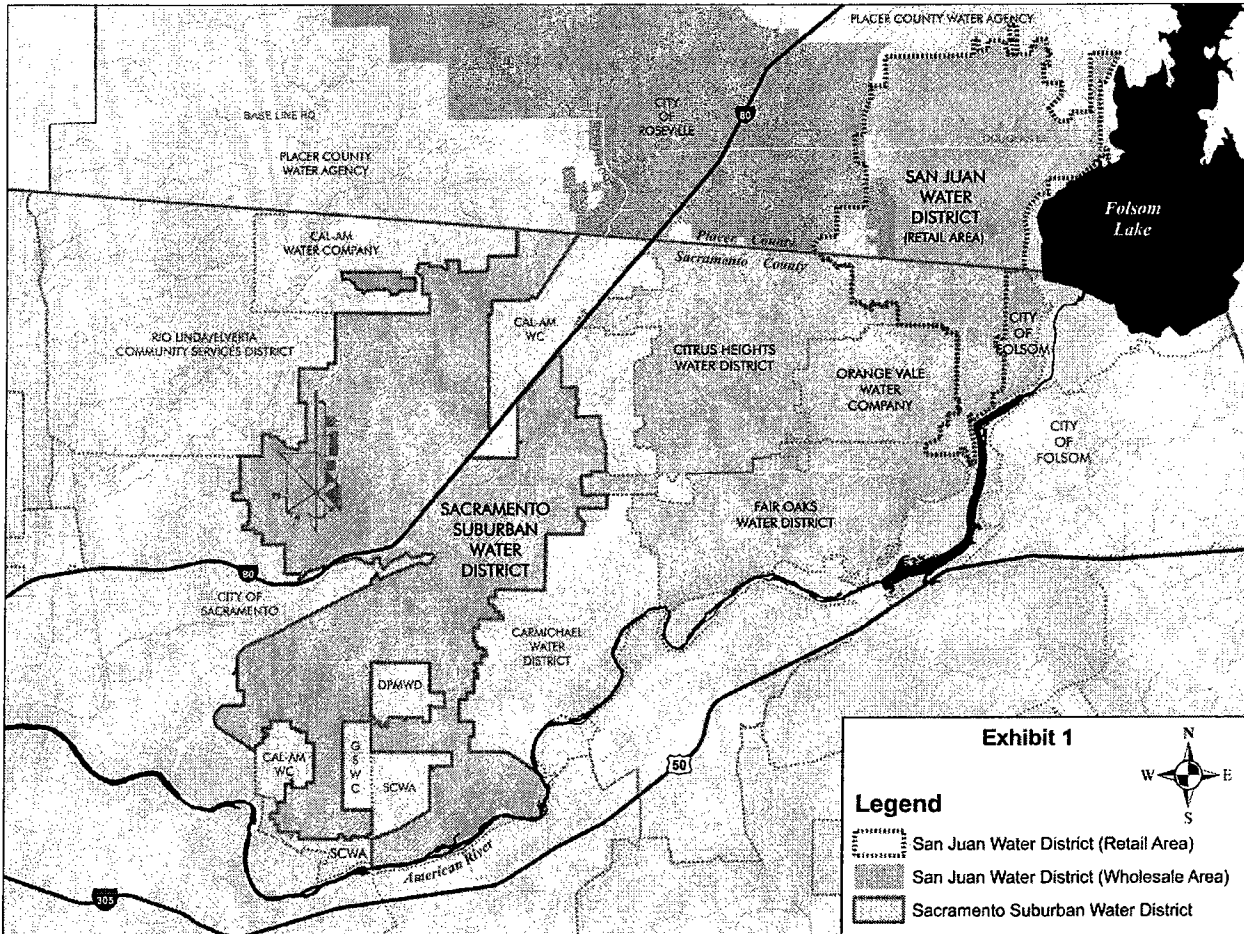 PLACER COUNTY WATER AGENCY
CITY
OF
ROSEVILLE
80
BASE LINE RD
PLACER COUNTY
WATER AGENCY
SAN JUAN
WATER
DISTRICT
(RETAIL AREA)
Folsom
Lake
CAL-AM
WATER COMPANY
Placer County
Sacramento County
RIO LINDA/ELVERTA
COMMUNITY SERVICES DISTRICT
CAL-AM
WC
CITRUS HEIGHTS
WATER DISTRICT
ORANGE VALE
WATER
COMPANY
CITY
OF
FOLSOM
CITY
OF
FOLSOM
SACRAMENTO
SUBURBAN
WATER
DISTRICT
FAIR OAKS
WATER DISTRICT
80
CITY OF
SACRAMENTO
CARMICHAEL
WATER
DISTRICT
DPMWD
CAL-AM
WC
G
S
W
C
SCWA
SCWA
American River
50
305
Exhibit 1
N
W
E
S
Legend
San Juan Water District (Retail Area)
San Juan Water District (Wholesale Area)
Sacramento Suburban Water District